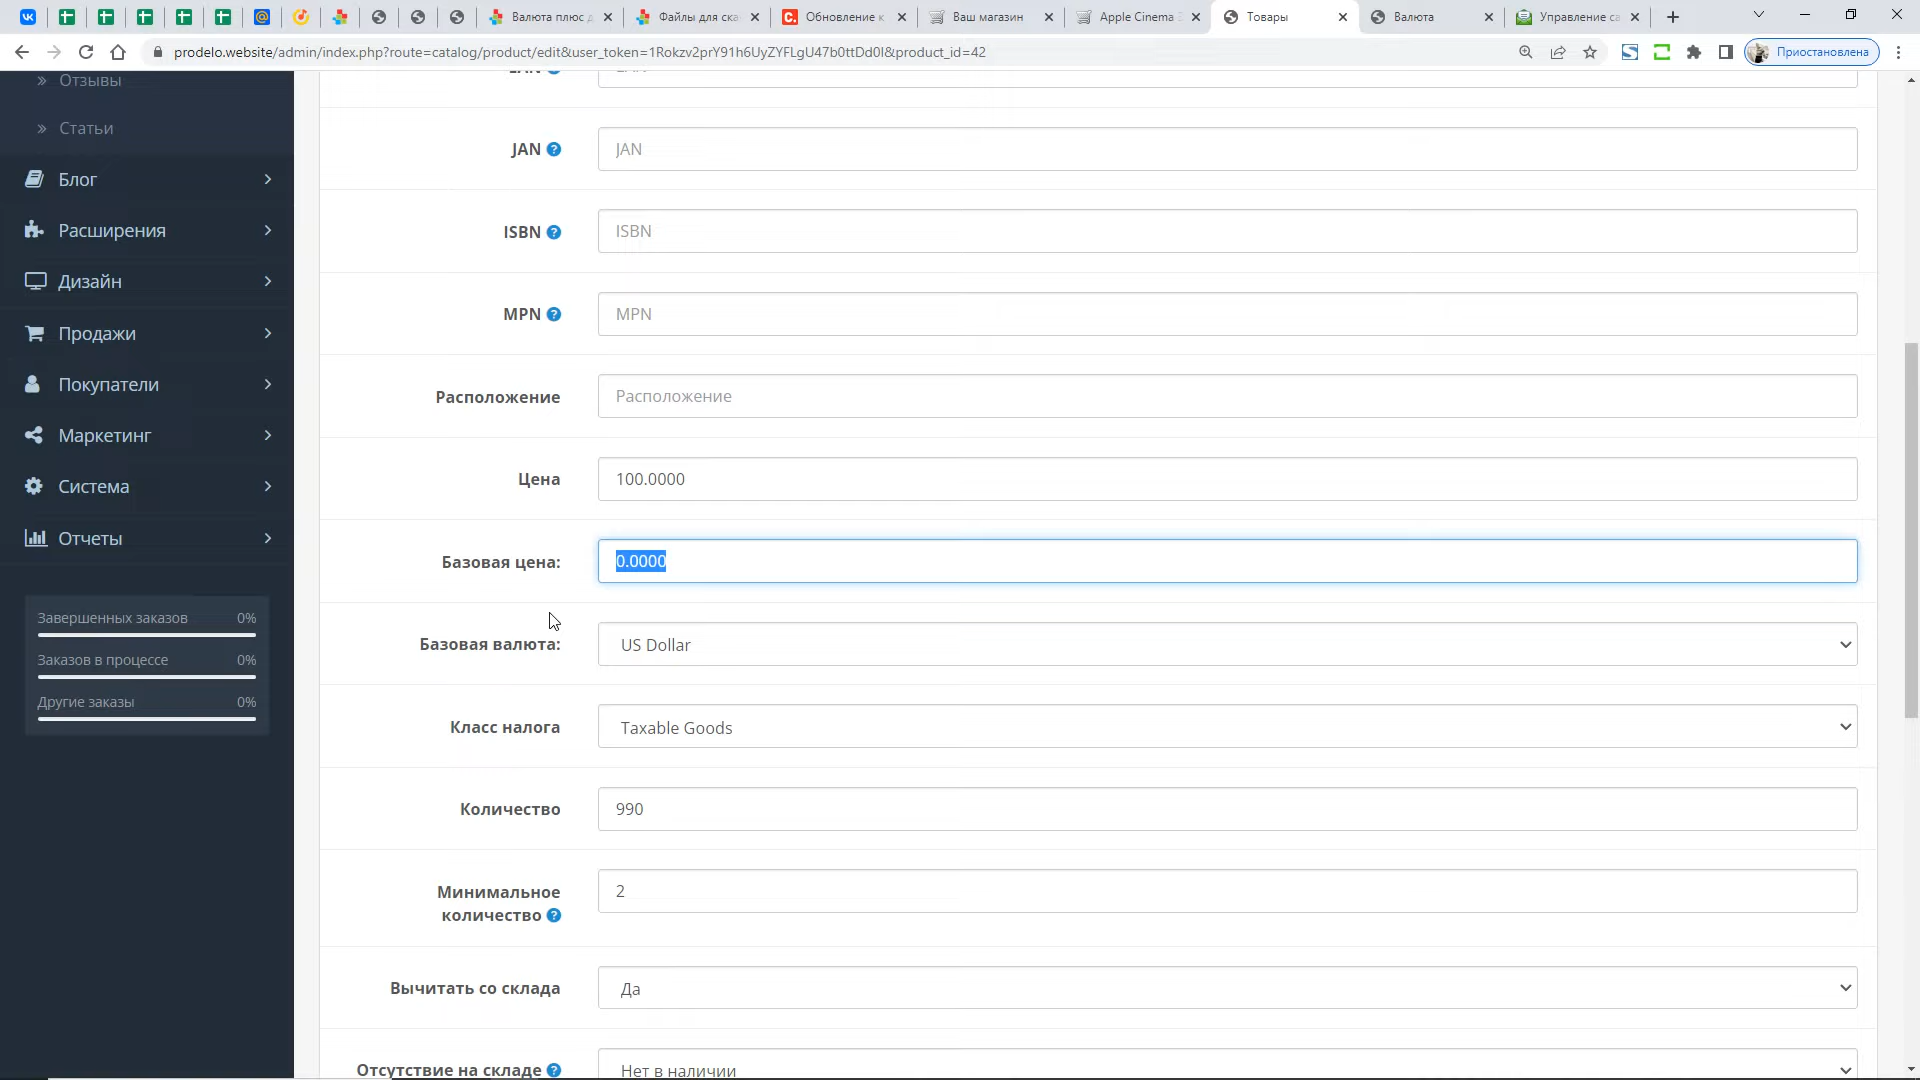 Валюта плюс д
Файлы для ска
Обновление к
Ваш магазин
Apple Cinema 3
Товары
Валюта
Управление са
prodelo.website/admin/index.php?route=catalog/product/edit&user_token=1Rokzv2prY91h6UyZYFLgU47b0ttDd0I&product_id=42
Приостановлена
Отзывы
Статьи
Блог
Расширения
Дизайн
Продажи
Покупатели
Маркетинг
Система
Отчеты
Завершенных заказов 0%
Заказов в процессе 0%
Другие заказы 0%
JAN
JAN
ISBN
ISBN
MPN
MPN
Расположение
Расположение
Цена
100.0000
Базовая цена:
0.0000
Базовая валюта:
US Dollar
Класс налога
Taxable Goods
Количество
990
Минимальное
количество
2
Вычитать со склада
Да
Отсутствие на складе
Нет в наличии